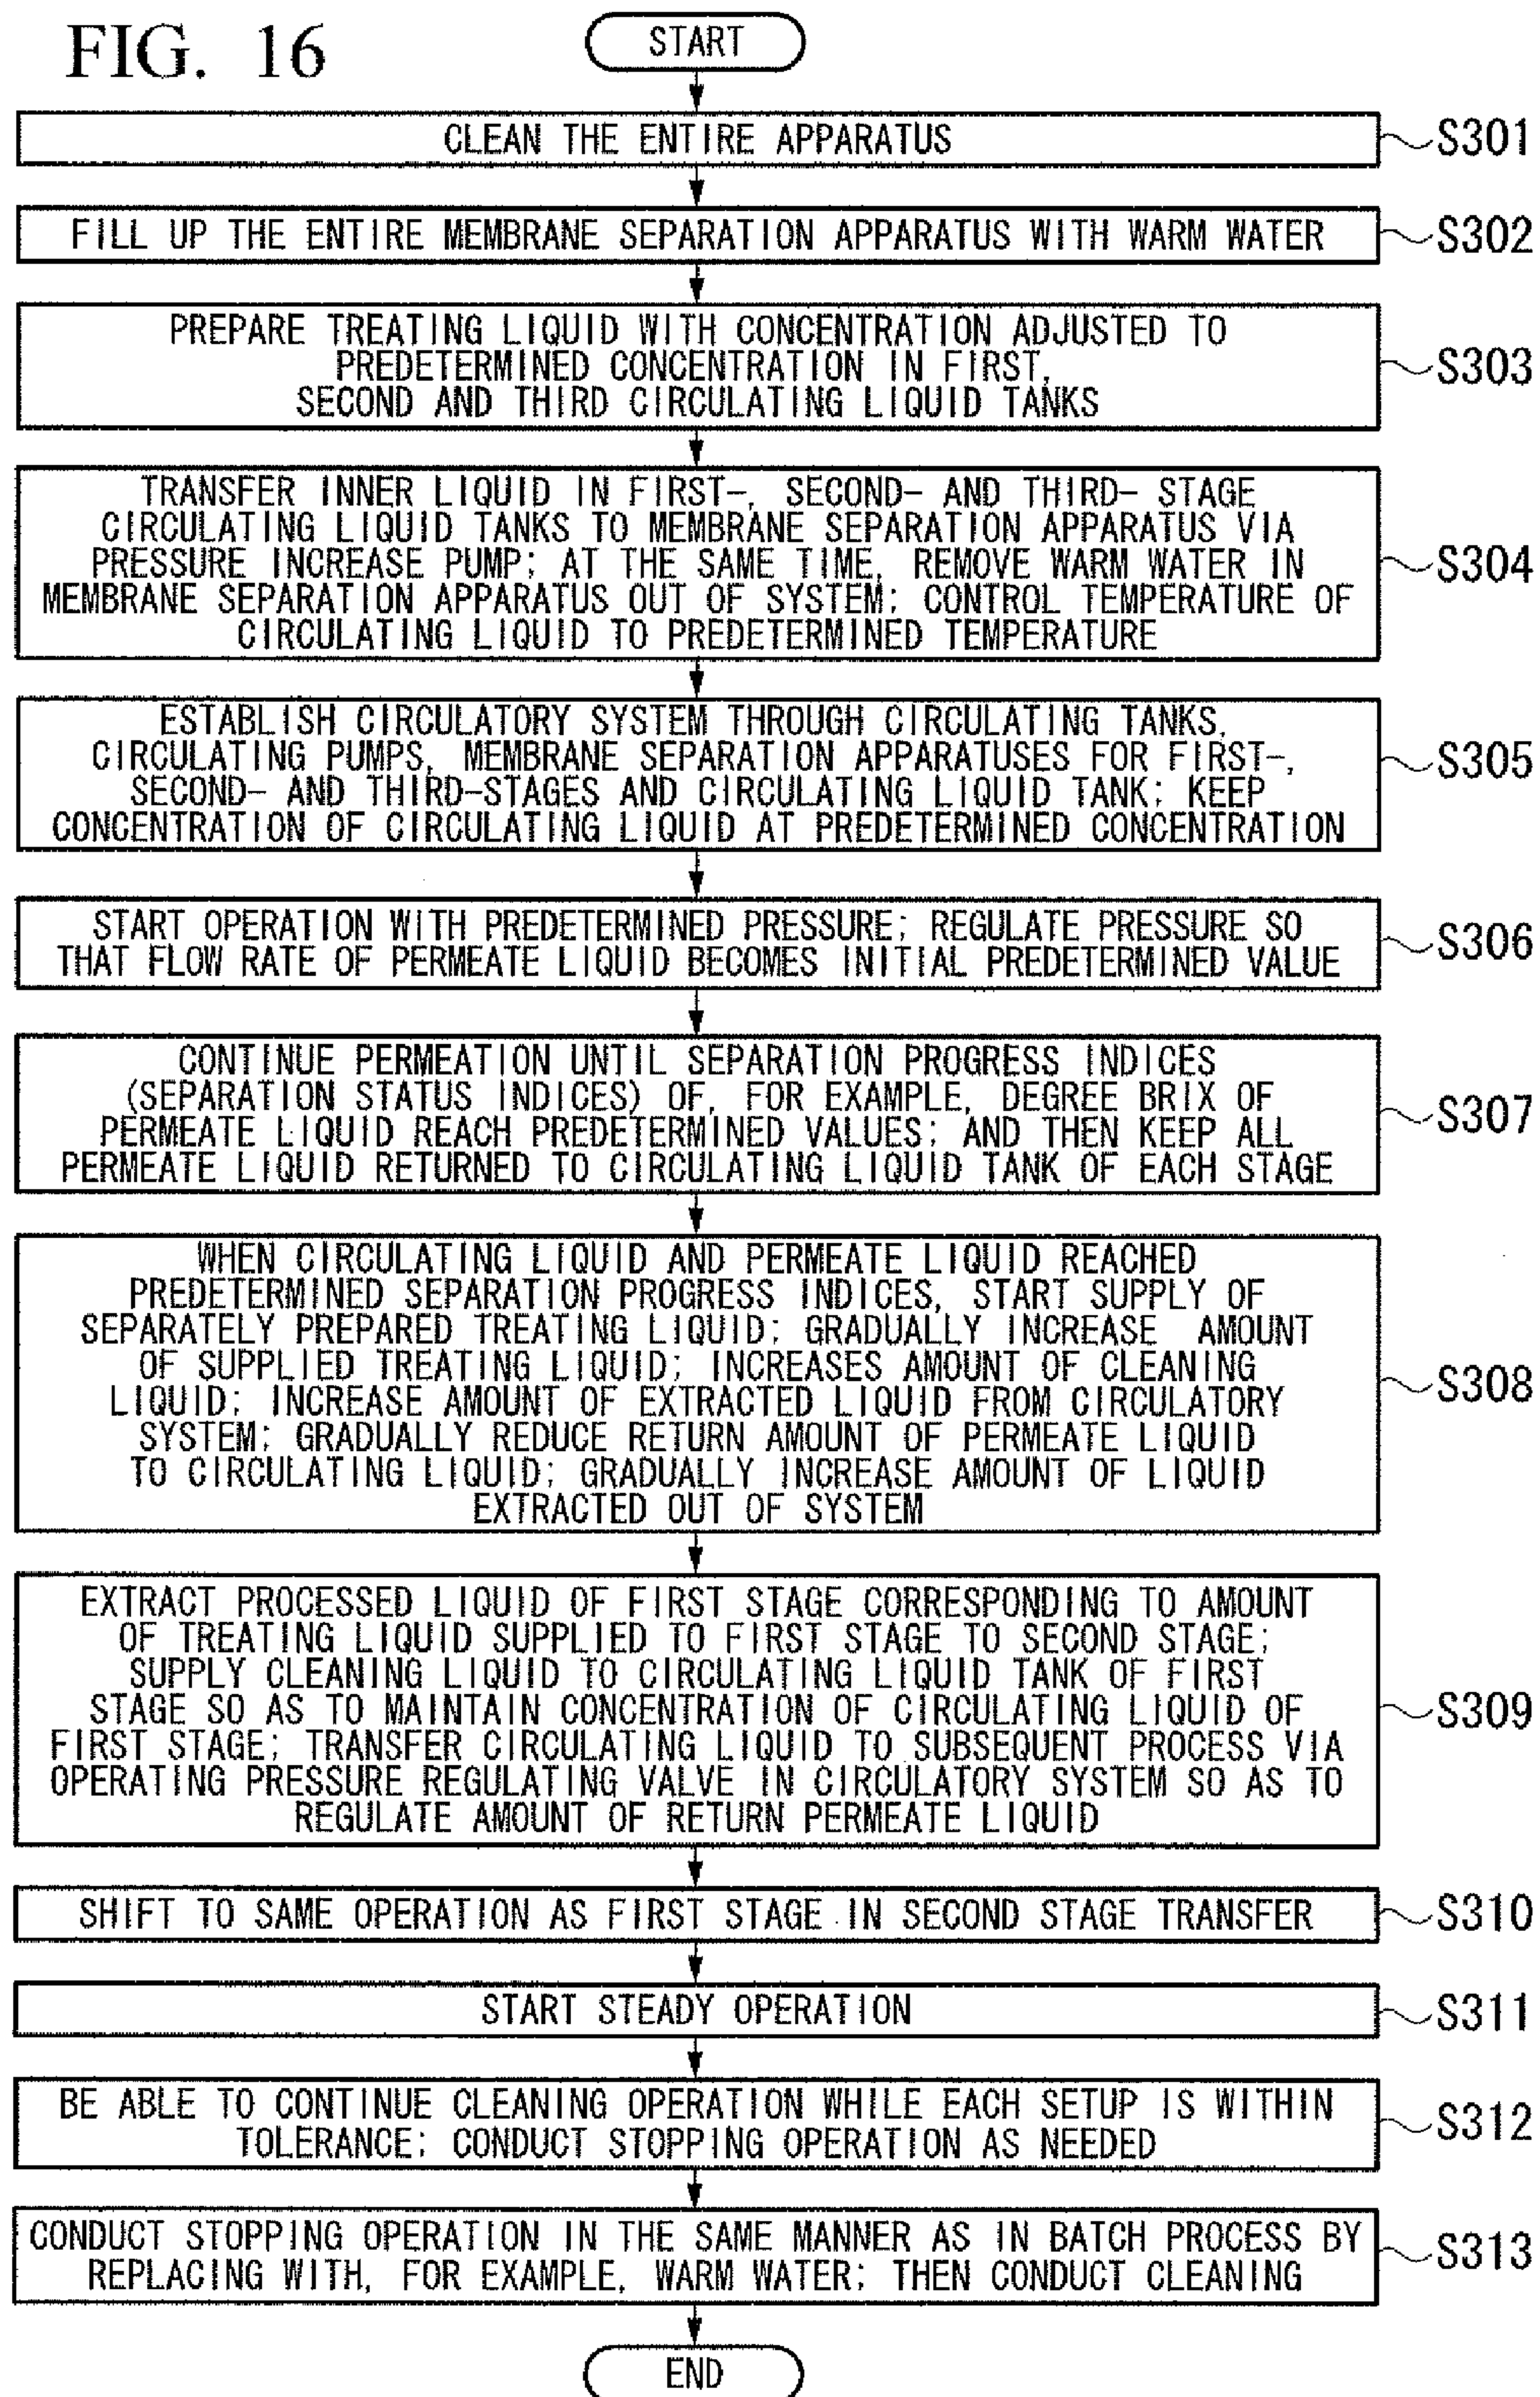 FIG. 16
START
CLEAN THE ENTIRE APPARATUS
S301
FILL UP THE ENTIRE MEMBRANE SEPARATION APPARATUS WITH WARM WATER
S302
PREPARE TREATING LIQUID WITH CONCENTRATION ADJUSTED TO
PREDETERMINED CONCENTRATION IN FIRST,
SECOND AND THIRD CIRCULATING LIQUID TANKS
S303
TRANSFER INNER LIQUID IN FIRST-, SECOND- AND THIRD- STAGE
CIRCULATING LIQUID TANKS TO MEMBRANE SEPARATION APPARATUS VIA
PRESSURE INCREASE PUMP; AT THE SAME TIME, REMOVE WARM WATER IN
MEMBRANE SEPARATION APPARATUS OUT OF SYSTEM; CONTROL TEMPERATURE OF
CIRCULATING LIQUID TO PREDETERMINED TEMPERATURE
S304
ESTABLISH CIRCULATORY SYSTEM THROUGH CIRCULATING TANKS,
CIRCULATING PUMPS, MEMBRANE SEPARATION APPARATUSES FOR FIRST-,
SECOND- AND THIRD-STAGES AND CIRCULATING LIQUID TANK; KEEP
CONCENTRATION OF CIRCULATING LIQUID AT PREDETERMINED CONCENTRATION
S305
START OPERATION WITH PREDETERMINED PRESSURE; REGULATE PRESSURE SO
THAT FLOW RATE OF PERMEATE LIQUID BECOMES INITIAL PREDETERMINED VALUE
S306
CONTINUE PERMEATION UNTIL SEPARATION PROGRESS INDICES
(SEPARATION STATUS INDICES) OF, FOR EXAMPLE, DEGREE BRIX OF
PERMEATE LIQUID REACH PREDETERMINED VALUES; AND THEN KEEP ALL
PERMEATE LIQUID RETURNED TO CIRCULATING LIQUID TANK OF EACH STAGE
S307
WHEN CIRCULATING LIQUID AND PERMEATE LIQUID REACHED
PREDETERMINED SEPARATION PROGRESS INDICES, START SUPPLY OF
SEPARATELY PREPARED TREATING LIQUID; GRADUALLY INCREASE AMOUNT
OF SUPPLIED TREATING LIQUID; INCREASES AMOUNT OF CLEANING
LIQUID; INCREASE AMOUNT OF EXTRACTED LIQUID FROM CIRCULATORY
SYSTEM; GRADUALLY REDUCE RETURN AMOUNT OF PERMEATE LIQUID
TO CIRCULATING LIQUID; GRADUALLY INCREASE AMOUNT OF LIQUID
EXTRACTED OUT OF SYSTEM
S308
EXTRACT PROCESSED LIQUID OF FIRST STAGE CORRESPONDING TO AMOUNT
OF TREATING LIQUID SUPPLIED TO FIRST STAGE TO SECOND STAGE;
SUPPLY CLEANING LIQUID TO CIRCULATING LIQUID TANK OF FIRST
STAGE SO AS TO MAINTAIN CONCENTRATION OF CIRCULATING LIQUID OF
FIRST STAGE; TRANSFER CIRCULATING LIQUID TO SUBSEQUENT PROCESS VIA
OPERATING PRESSURE REGULATING VALVE IN CIRCULATORY SYSTEM SO AS TO
REGULATE AMOUNT OF RETURN PERMEATE LIQUID
S309
SHIFT TO SAME OPERATION AS FIRST STAGE IN SECOND STAGE TRANSFER
S310
START STEADY OPERATION
S311
BE ABLE TO CONTINUE CLEANING OPERATION WHILE EACH SETUP IS WITHIN
TOLERANCE; CONDUCT STOPPING OPERATION AS NEEDED
S312
CONDUCT STOPPING OPERATION IN THE SAME MANNER AS IN BATCH PROCESS BY
REPLACING WITH, FOR EXAMPLE, WARM WATER; THEN CONDUCT CLEANING
S313
END